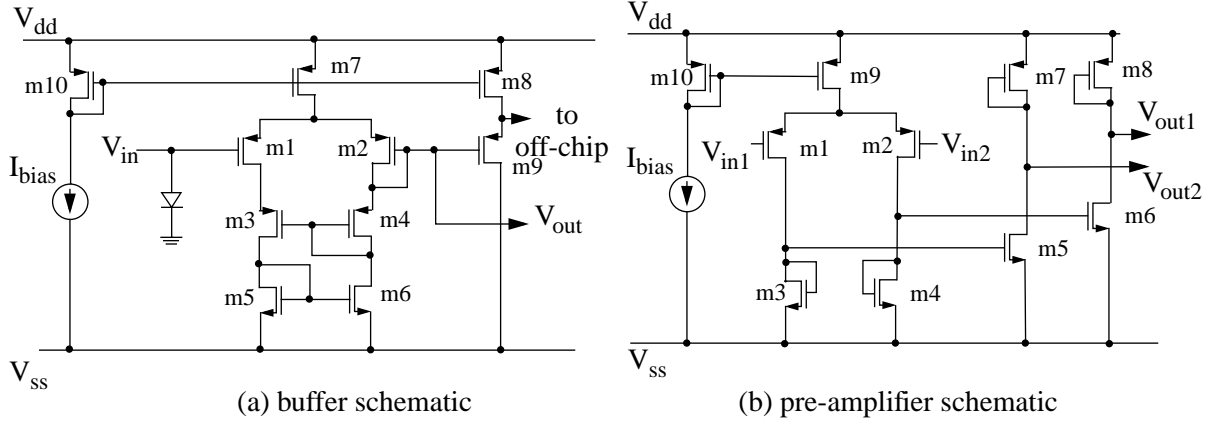 V_dd
m10
m7
m8
to
off-chip
V_in
m1
m2
m9
I_bias
m3
m4
V_out
m5
m6
V_ss
(a) buffer schematic
V_dd
m10
m9
m7
m8
V_out1
V_in1
m1
m2
V_in2
I_bias
V_out2
m6
m5
m3
m4
V_ss
(b) pre-amplifier schematic